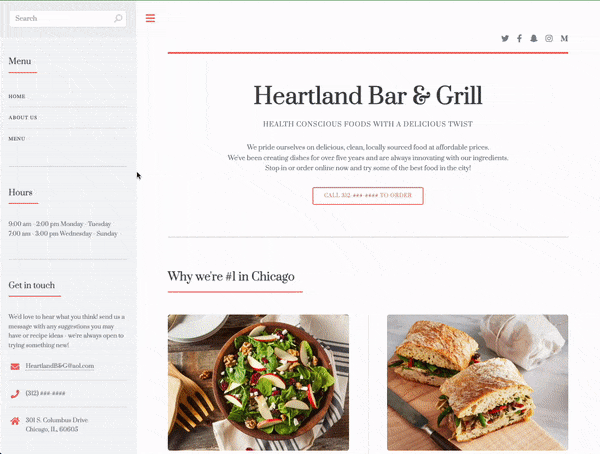 Search
Menu
HOME
ABOUT US
MENU
Hours
9:00 am - 2:00 pm Monday - Tuesday
7:00 am - 3:00 pm Wednesday - Sunday
Get in touch
We'd love to hear what you think! send us a
message with any suggestions you may
have or recipe ideas - we're always open to
trying something new!
HeartlandB&G@aol.com
(312) ###-####
301 S. Columbus Drive
Chicago, IL, 60605
M
Heartland Bar & Grill
HEALTH CONSCIOUS FOODS WITH A DELICIOUS TWIST
We pride ourselves on delicious, clean, locally sourced food at affordable prices.
We've been creating dishes for over five years and are always innovating with our ingredients.
Stop in or order online now and try some of the best food in the city!
CALL 312-###-#### TO ORDER
Why we're #1 in Chicago